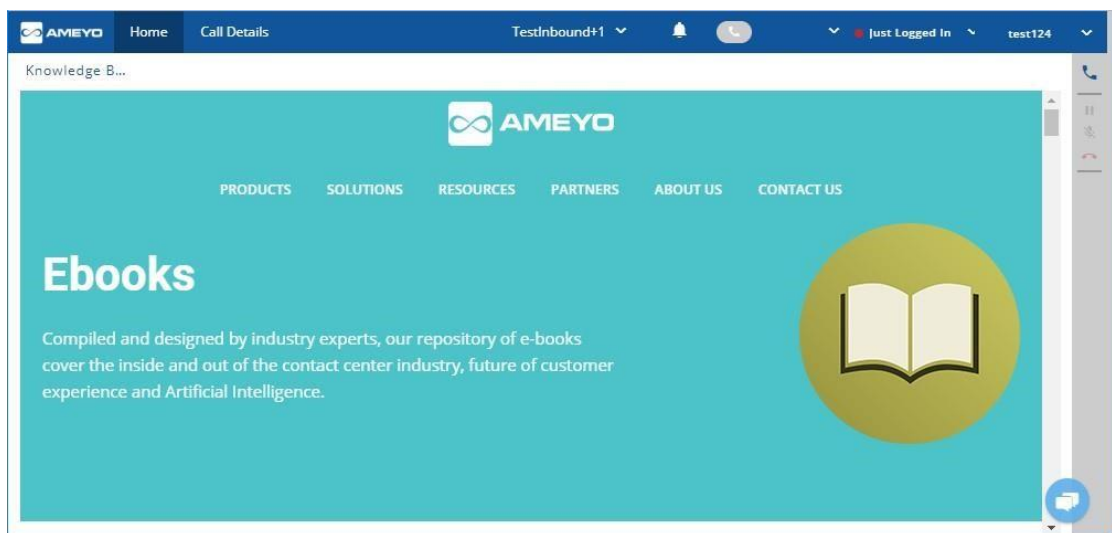 AMEYO Home Call Details TestInbound+1 Just Logged In test124
Knowledge B...
AMEYO
PRODUCTS SOLUTIONS RESOURCES PARTNERS ABOUT US CONTACT US
Ebooks
Compiled and designed by industry experts, our repository of e-books
cover the inside and out of the contact center industry, future of customer
experience and Artificial Intelligence.